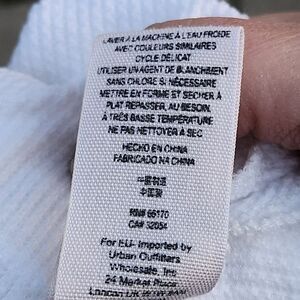 LAVER À LA MACHINE À L'EAU FROIDE
AVEC COULEURS SIMILAIRES
CYCLE DÉLICAT
UTILISER UN AGENT DE BLANCHIMENT
SANS CHLORE SI NÉCESSAIRE
METTRE EN FORME ET SÉCHER À
PLAT REPASSER, AU BESOIN,
À TRÈS BASSE TEMPÉRATURE
NE PAS NETTOYER À SEC
HECHO EN CHINA
FABRICADO NA CHINA
中国制造
中国製
RN# 66170
CA# 32054
For EU- Imported by
Urban Outfitters
Wholesale, Inc
24 Market Place
London UK